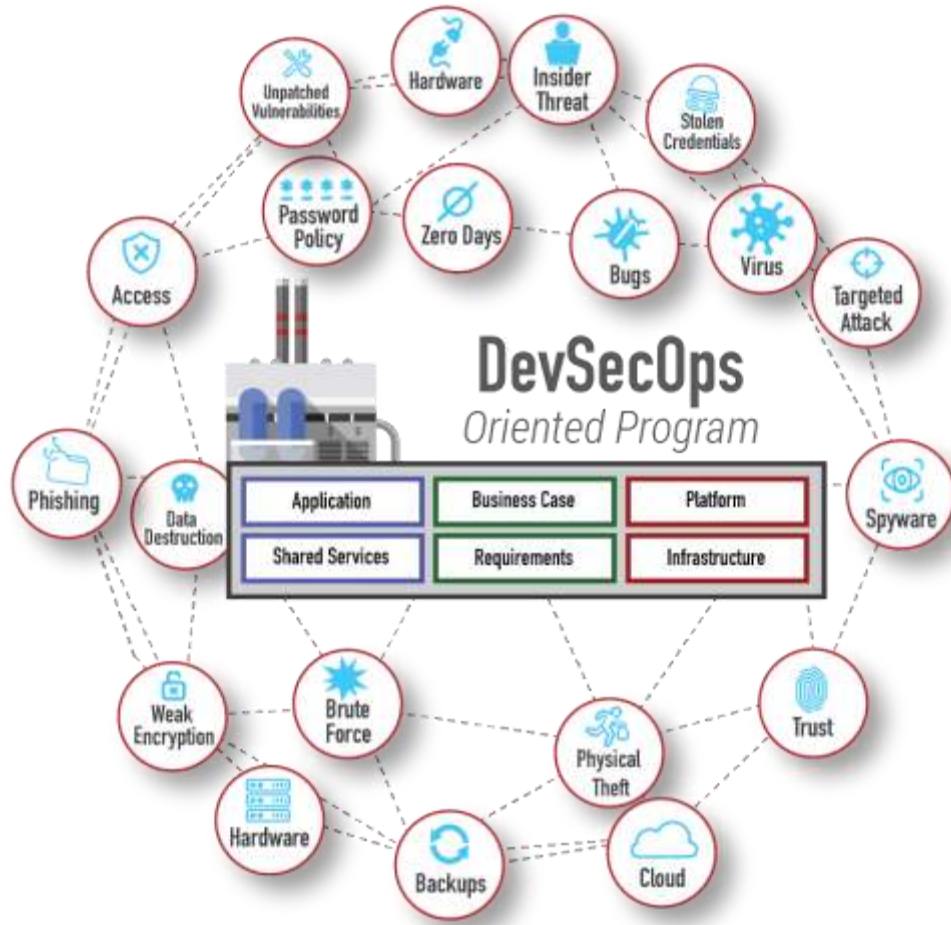 Hardware
Insider
Threat
Unpatched
Vulnerabilities
Stolen
Credentials
Password
Policy
Zero Days
Bugs
Virus
Access
Targeted
Attack
DevSecOps
Oriented Program
Phishing
Data
Destruction
Application
Business Case
Platform
Spyware
Shared Services
Requirements
Infrastructure
Weak
Encryption
Brute
Force
Physical
Theft
Trust
Hardware
Backups
Cloud